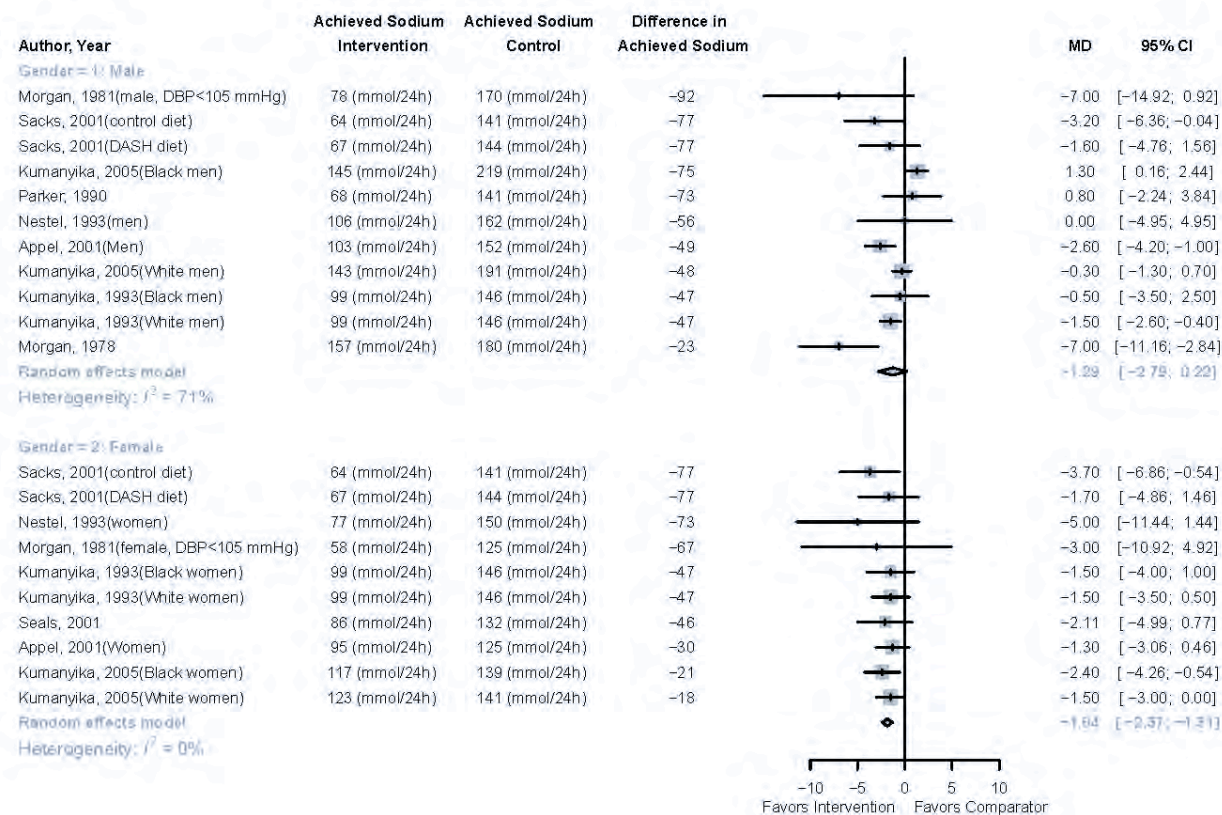 Achieved Sodium Achieved Sodium Difference in
Author, Year Intervention Control Achieved Sodium MD 95% CI
Gender = 1: Male
Morgan, 1981(male, DBP<105 mmHg) 78 (mmol/24h) 170 (mmol/24h) −92 −7.00 [−14.92; 0.92]
Sacks, 2001(control diet) 64 (mmol/24h) 141 (mmol/24h) −77 −3.20 [ −6.36; −0.04]
Sacks, 2001(DASH diet) 67 (mmol/24h) 144 (mmol/24h) −77 −1.60 [ −4.76; 1.56]
Kumanyika, 2005(Black men) 145 (mmol/24h) 219 (mmol/24h) −75 1.30 [ 0.16; 2.44]
Parker, 1990 68 (mmol/24h) 141 (mmol/24h) −73 0.80 [ −2.24; 3.84]
Nestel, 1993(men) 106 (mmol/24h) 162 (mmol/24h) −56 0.00 [ −4.95; 4.95]
Appel, 2001(Men) 103 (mmol/24h) 152 (mmol/24h) −49 −2.60 [ −4.20; −1.00]
Kumanyika, 2005(White men) 143 (mmol/24h) 191 (mmol/24h) −48 −0.30 [ −1.30; 0.70]
Kumanyika, 1993(Black men) 99 (mmol/24h) 146 (mmol/24h) −47 −0.50 [ −3.50; 2.50]
Kumanyika, 1993(White men) 99 (mmol/24h) 146 (mmol/24h) −47 −1.50 [ −2.60; −0.40]
Morgan, 1978 157 (mmol/24h) 180 (mmol/24h) −23 −7.00 [−11.16; −2.84]
Random effects model −1.29 [ −2.79; 0.22]
Heterogeneity: I² = 71%
Gender = 2: Female
Sacks, 2001(control diet) 64 (mmol/24h) 141 (mmol/24h) −77 −3.70 [ −6.86; −0.54]
Sacks, 2001(DASH diet) 67 (mmol/24h) 144 (mmol/24h) −77 −1.70 [ −4.86; 1.46]
Nestel, 1993(women) 77 (mmol/24h) 150 (mmol/24h) −73 −5.00 [−11.44; 1.44]
Morgan, 1981(female, DBP<105 mmHg) 58 (mmol/24h) 125 (mmol/24h) −67 −3.00 [−10.92; 4.92]
Kumanyika, 1993(Black women) 99 (mmol/24h) 146 (mmol/24h) −47 −1.50 [ −4.00; 1.00]
Kumanyika, 1993(White women) 99 (mmol/24h) 146 (mmol/24h) −47 −1.50 [ −3.50; 0.50]
Seals, 2001 86 (mmol/24h) 132 (mmol/24h) −46 −2.11 [ −4.99; 0.77]
Appel, 2001(Women) 95 (mmol/24h) 125 (mmol/24h) −30 −1.30 [ −3.06; 0.46]
Kumanyika, 2005(Black women) 117 (mmol/24h) 139 (mmol/24h) −21 −2.40 [ −4.26; −0.54]
Kumanyika, 2005(White women) 123 (mmol/24h) 141 (mmol/24h) −18 −1.50 [ −3.00; 0.00]
Random effects model [ −2.37; −1.31]
Heterogeneity: I² = 0%
−10 −5 0 5 10
Favors Intervention Favors Comparator